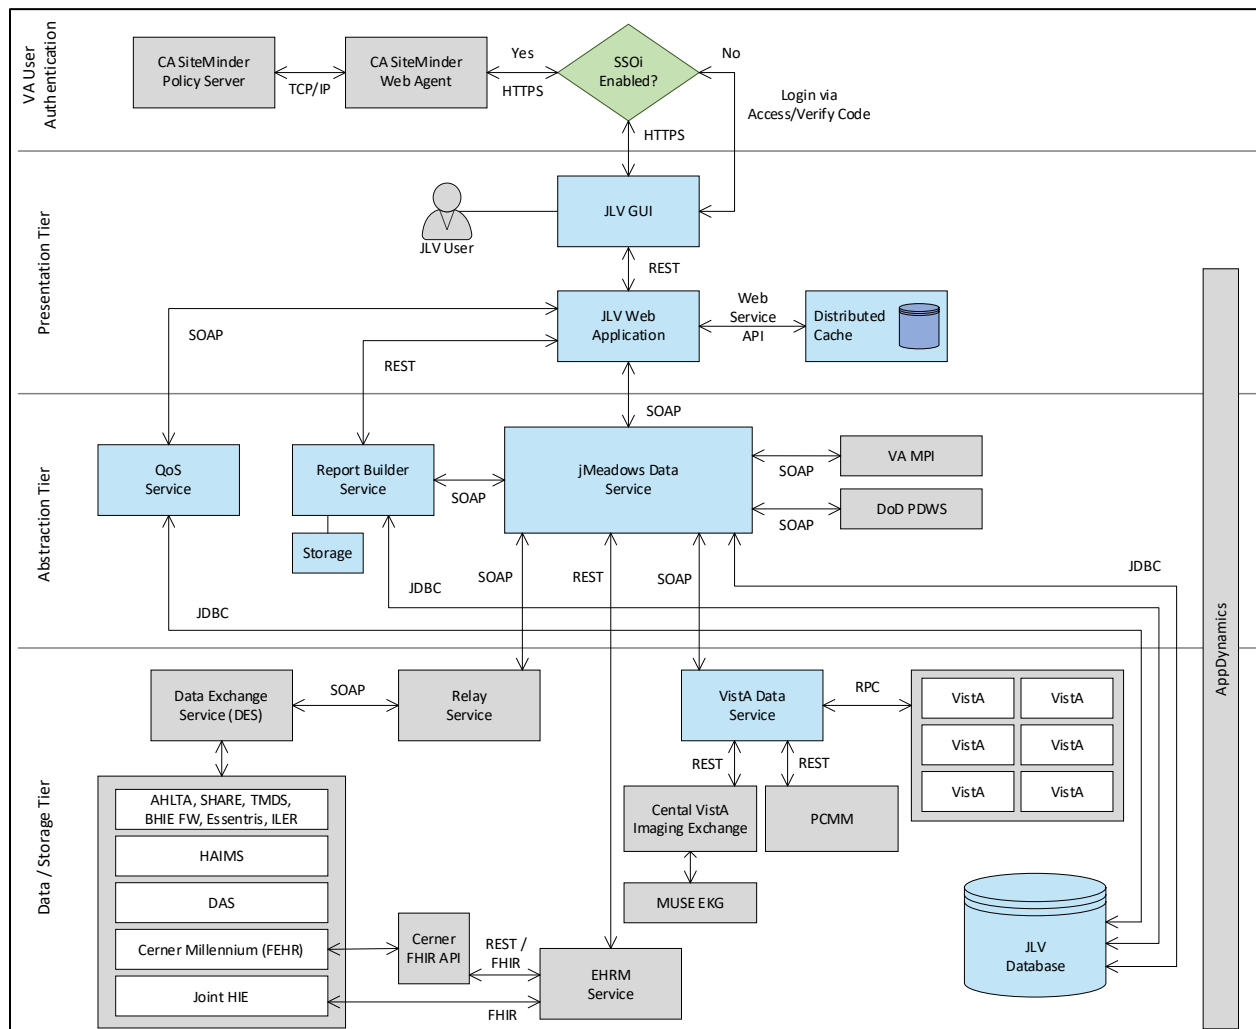 VA User
Authentication
CA SiteMinder
Policy Server
TCP/IP
CA SiteMinder
Web Agent
Yes
HTTPS
SSOi
Enabled?
No
Login via
Access/Verify Code
HTTPS
Presentation Tier
JLV User
JLV GUI
REST
JLV Web
Application
Web
Service
API
Distributed
Cache
SOAP
REST
SOAP
Abstraction Tier
QoS
Service
Report Builder
Service
SOAP
jMeadows Data
Service
SOAP
VA MPI
SOAP
DoD PDWS
Storage
SOAP
REST
SOAP
JDBC
JDBC
JDBC
AppDynamics
Data / Storage Tier
Data Exchange
Service (DES)
SOAP
Relay
Service
VistA Data
Service
RPC
VistA
VistA
VistA
VistA
VistA
VistA
REST
REST
Cental VistA
Imaging Exchange
PCMM
MUSE EKG
AHLTA, SHARE, TMDS,
BHIE FW, Essentris, ILER
HAIMS
DAS
Cerner Millennium (FEHR)
Joint HIE
Cerner
FHIR API
REST /
FHIR
FHIR
EHRM
Service
JLV
Database